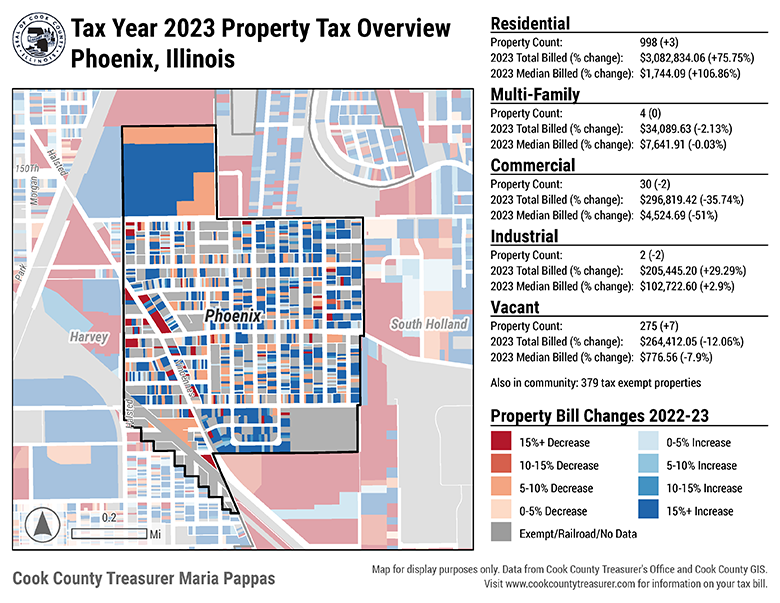 Tax Year 2023 Property Tax Overview
Phoenix, Illinois
SEAL OF COOK COUNTY
ILLINOIS
Residential
Property Count: 998 (+3)
2023 Total Billed (% change): $3,082,834.06 (+75.75%)
2023 Median Billed (% change): $1,744.09 (+106.86%)
Multi-Family
Property Count: 4 (0)
2023 Total Billed (% change): $34,089.63 (-2.13%)
2023 Median Billed (% change): $7,641.91 (-0.03%)
Commercial
Property Count: 30 (-2)
2023 Total Billed (% change): $296,819.42 (-35.74%)
2023 Median Billed (% change): $4,524.69 (-51%)
Industrial
Property Count: 2 (-2)
2023 Total Billed (% change): $205,445.20 (+29.29%)
2023 Median Billed (% change): $102,722.60 (+2.9%)
Vacant
Property Count: 275 (+7)
2023 Total Billed (% change): $264,412.05 (-12.06%)
2023 Median Billed (% change): $776.56 (-7.9%)
Also in community: 379 tax exempt properties
Property Bill Changes 2022-23
15%+ Decrease
0-5% Increase
10-15% Decrease
5-10% Increase
5-10% Decrease
10-15% Increase
0-5% Decrease
15%+ Increase
Exempt/Railroad/No Data
Halsted
150Th
Morgan
Park
Harvey
Phoenix
South Holland
Halsted
0.2
Mi
Cook County Treasurer Maria Pappas
Map for display purposes only. Data from Cook County Treasurer's Office and Cook County GIS.
Visit www.cookcountytreasurer.com for information on your tax bill.